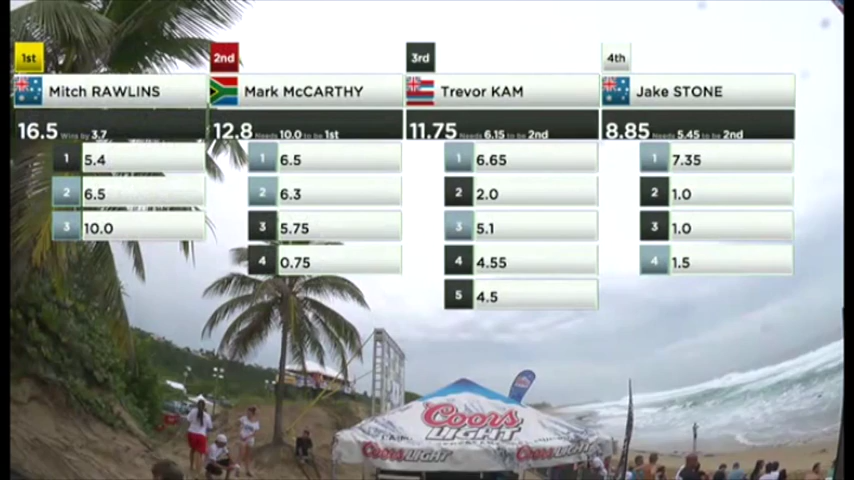 1st
Mitch RAWLINS
16.5 Wins by 3.7
1 5.4
2 6.5
3 10.0
2nd
Mark McCARTHY
12.8 Needs 10.0 to be 1st
1 6.5
2 6.3
3 5.75
4 0.75
3rd
Trevor KAM
11.75 Needs 6.15 to be 2nd
1 6.65
2 2.0
3 5.1
4 4.55
5 4.5
4th
Jake STONE
8.85 Needs 5.45 to be 2nd
1 7.35
2 1.0
3 1.0
4 1.5
Coors
LIGHT
Coors LIGHT
Coors LIGHT